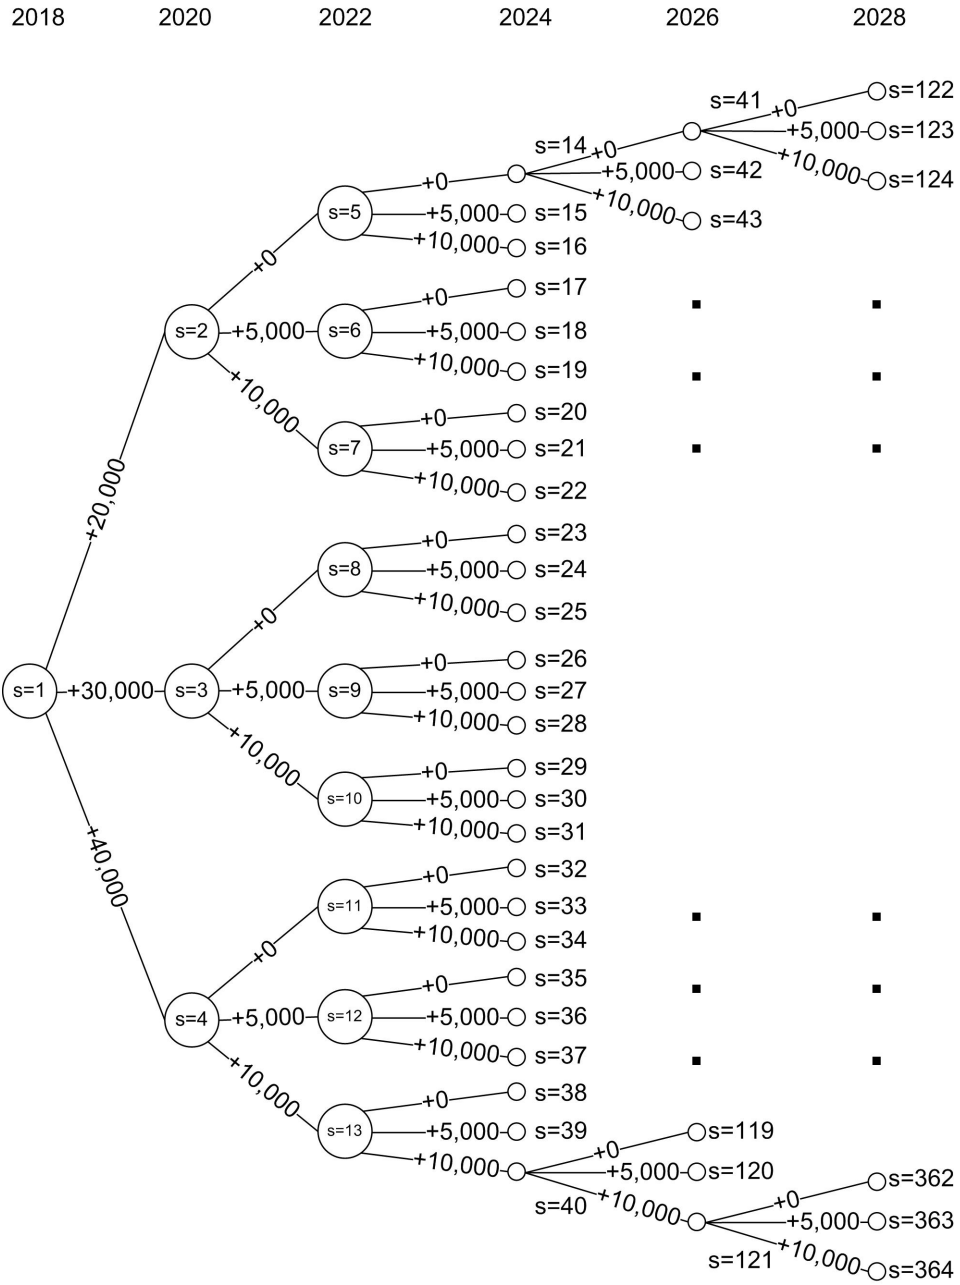 2018 2020 2022 2024 2026 2028
s=41 +0 s=122
+5,000 s=123
s=14 +0 +10,000 s=124
+5,000 s=42
+10,000 s=43
s=5 +0
+5,000 s=15
+10,000 s=16
+0
s=2 +5,000 s=6 +0 s=17
+5,000 s=18
+10,000 s=19
+10,000
s=7 +0 s=20
+5,000 s=21
+10,000 s=22
+20,000
s=8 +0 s=23
+5,000 s=24
+10,000 s=25
+0
s=1 +30,000 s=3 +5,000 s=9 +0 s=26
+5,000 s=27
+10,000 s=28
+10,000
s=10 +0 s=29
+5,000 s=30
+10,000 s=31
+40,000
s=11 +0 s=32
+5,000 s=33
+10,000 s=34
+0
s=4 +5,000 s=12 +0 s=35
+5,000 s=36
+10,000 s=37
+10,000
s=13 +0 s=38
+5,000 s=39
+10,000
+0 s=119
+5,000 s=120
s=40 +10,000 +0 s=362
+5,000 s=363
s=121 +10,000 s=364